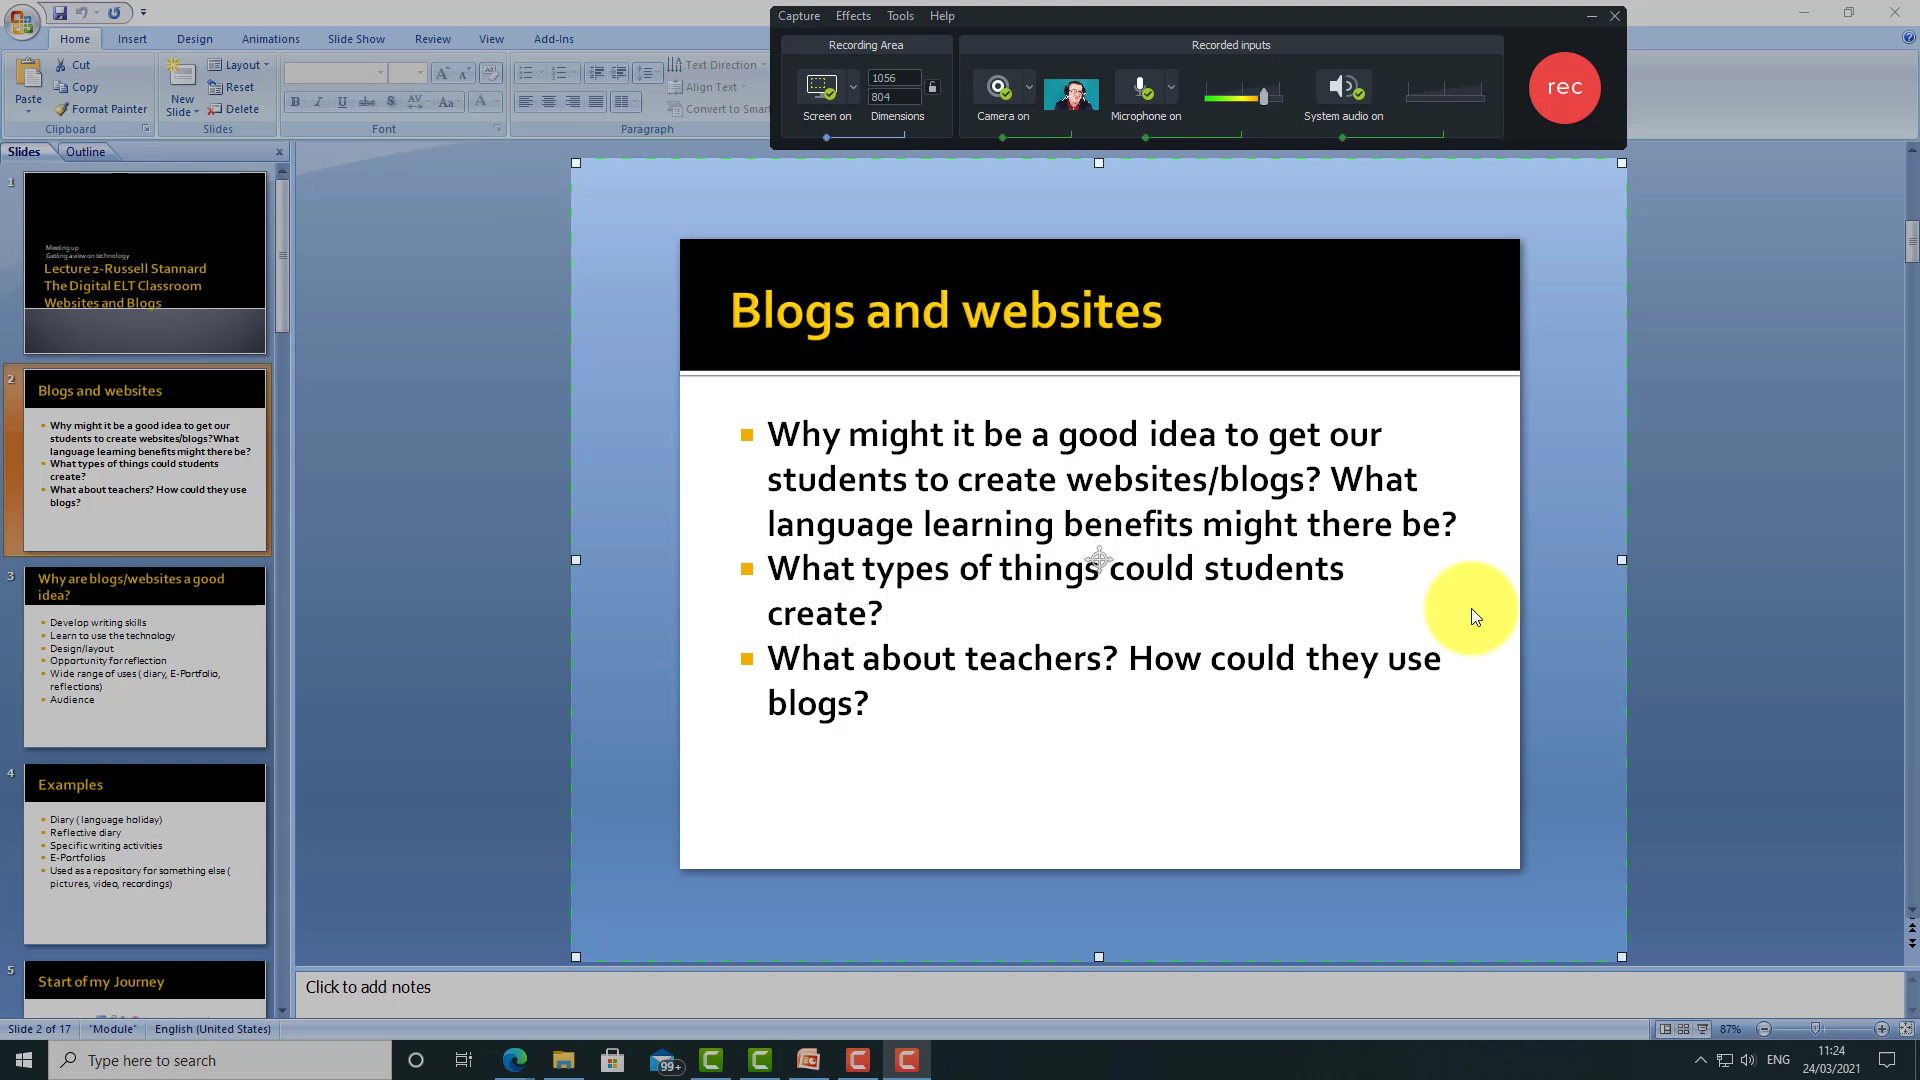 Capture Effects Tools Help
Home Insert Design Animations Slide Show Review View Add-Ins
Recording Area
Recorded inputs
Cut
Copy
Format Painter
Paste
Clipboard
New
Slide
Layout
Reset
Delete
Slides
Font
Text Direction
Align Text
Convert to Smart
Paragraph
1056
804
Screen on
Dimensions
Camera on
Microphone on
System audio on
rec
Slides Outline
1
Meeting up
Getting a view on technology
Lecture 2-Russell Stannard
The Digital ELT Classroom
Websites and Blogs
2
Blogs and websites
Why might it be a good idea to get our
students to create websites/blogs?What
language learning benefits might there be?
What types of things could students
create?
What about teachers? How could they use
blogs?
3
Why are blogs/websites a good
idea?
Develop writing skills
Learn to use the technology
Design/layout
Opportunity for reflection
Wide range of uses ( diary, E-Portfolio,
reflections)
Audience
4
Examples
Diary ( language holiday)
Reflective diary
Specific writing activities
E-Portfolios
Used as a repository for something else (
pictures, video, recordings)
5
Start of my Journey
Blogs and websites
Why might it be a good idea to get our
students to create websites/blogs? What
language learning benefits might there be?
What types of things could students
create?
What about teachers? How could they use
blogs?
Click to add notes
Slide 2 of 17 "Module" English (United States)
87%
Type here to search
99+
ENG
11:24
24/03/2021